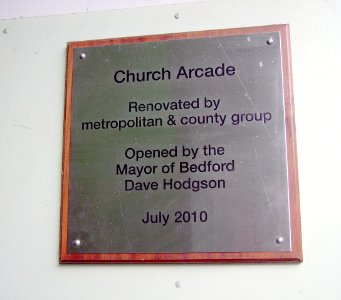 Church Arcade
Renovated by
metropolitan & county group
Opened by the
Mayor of Bedford
Dave Hodgson
July 2010